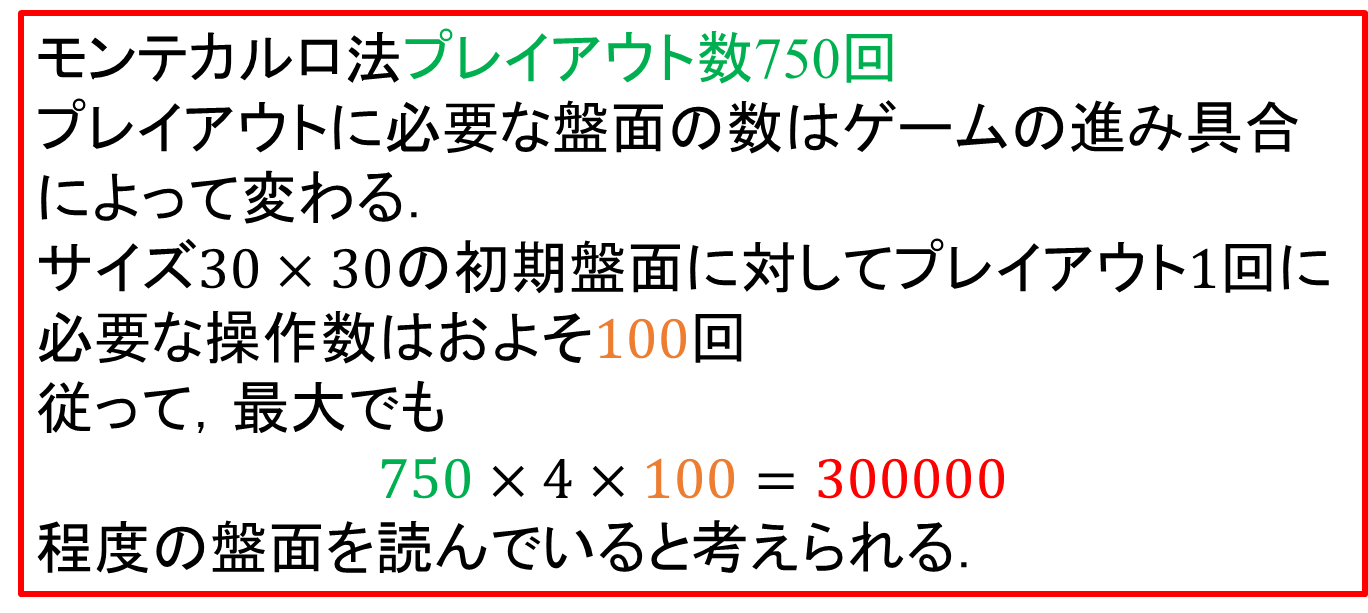 モンテカルロ法プレイアウト数750回
プレイアウトに必要な盤面の数はゲームの進み具合
によって変わる.
サイズ30 × 30の初期盤面に対してプレイアウト1回に
必要な操作数はおよそ100回
従って, 最大でも
750 × 4 × 100 = 300000
程度の盤面を読んでいると考えられる.